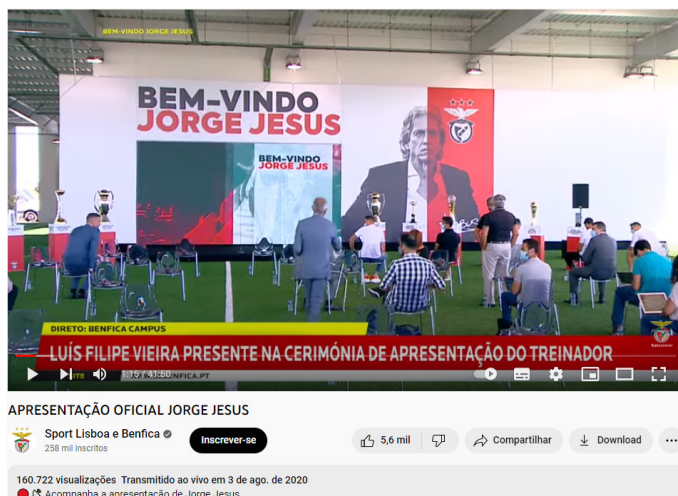 BEM-VINDO JORGE JESUS
BEM-VINDO
JORGE JESUS
BEM-VINDO
JORGE JESUS
DIRETO: BENFICA CAMPUS
LUÍS FILIPE VIEIRA PRESENTE NA CERIMÓNIA DE APRESENTAÇÃO DO TREINADOR
1:15 / 41:50
APRESENTAÇÃO OFICIAL JORGE JESUS
Sport Lisboa e Benfica
258 mil inscritos
Inscrever-se
5,6 mil
Compartilhar
Download
160.722 visualizações Transmitido ao vivo em 3 de ago. de 2020
Acompanha a apresentação de Jorge Jesus